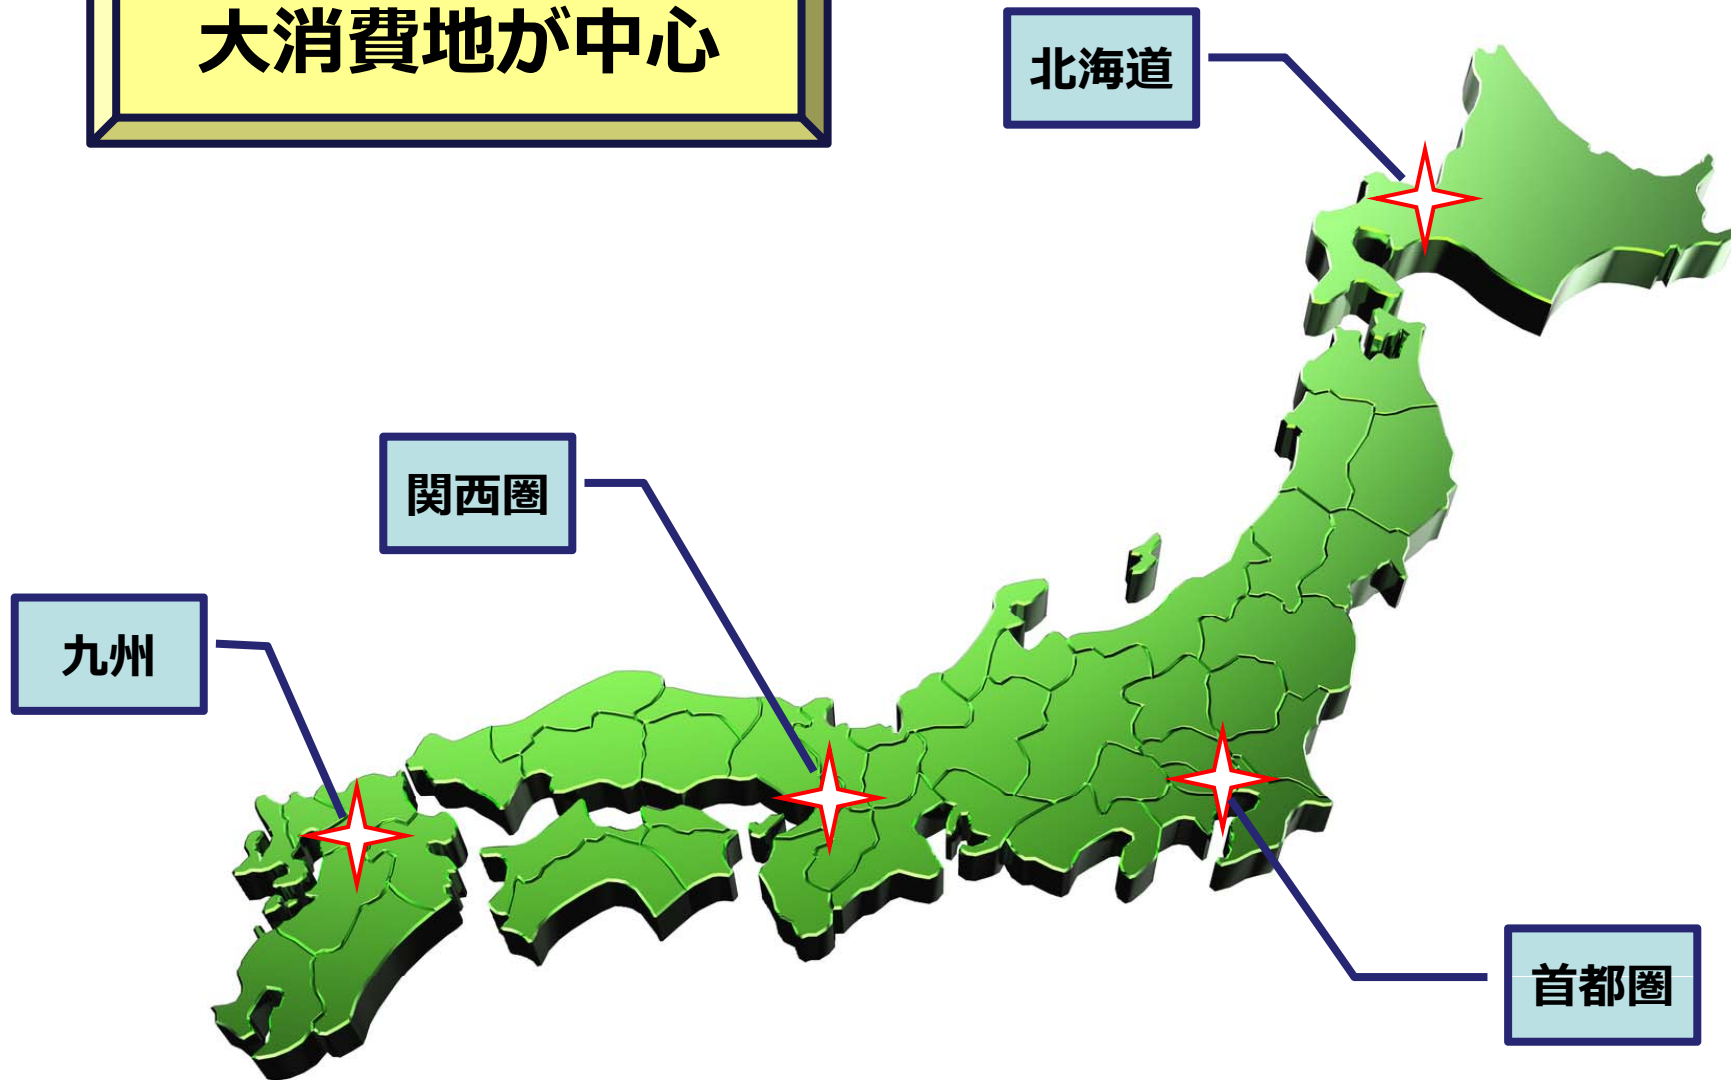 大消費地が中心
北海道
関西圏
九州
首都圏